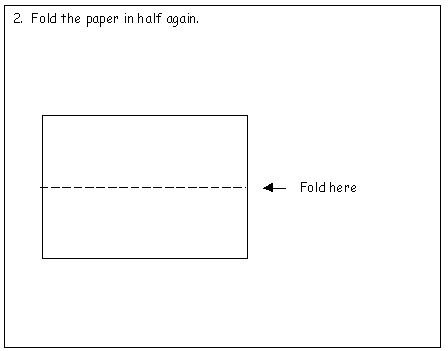 2. Fold the paper in half again.
Fold here